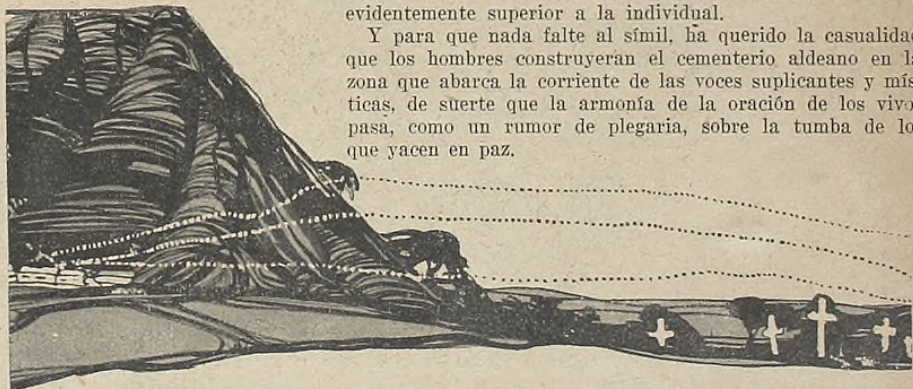 evidentemente superior a la individual.
Y para que nada falte al símil, ha querido la casualidad
que los hombres construyeran el cementerio aldeano en la
zona que abarca la corriente de las voces suplicantes y mís-
ticas, de suerte que la armonía de la oración de los vivos
pasa, como un rumor de plegaria, sobre la tumba de los
que yacen en paz.